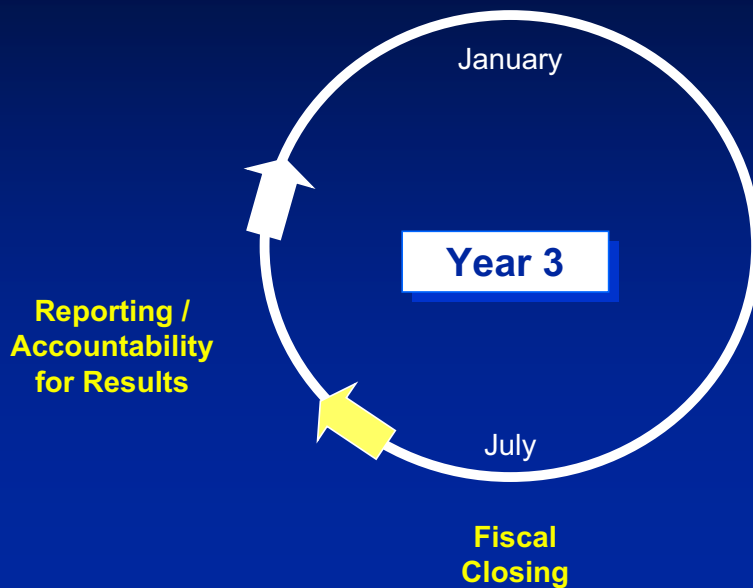 January
Year 3
Reporting /
Accountability
for Results
July
Fiscal
Closing